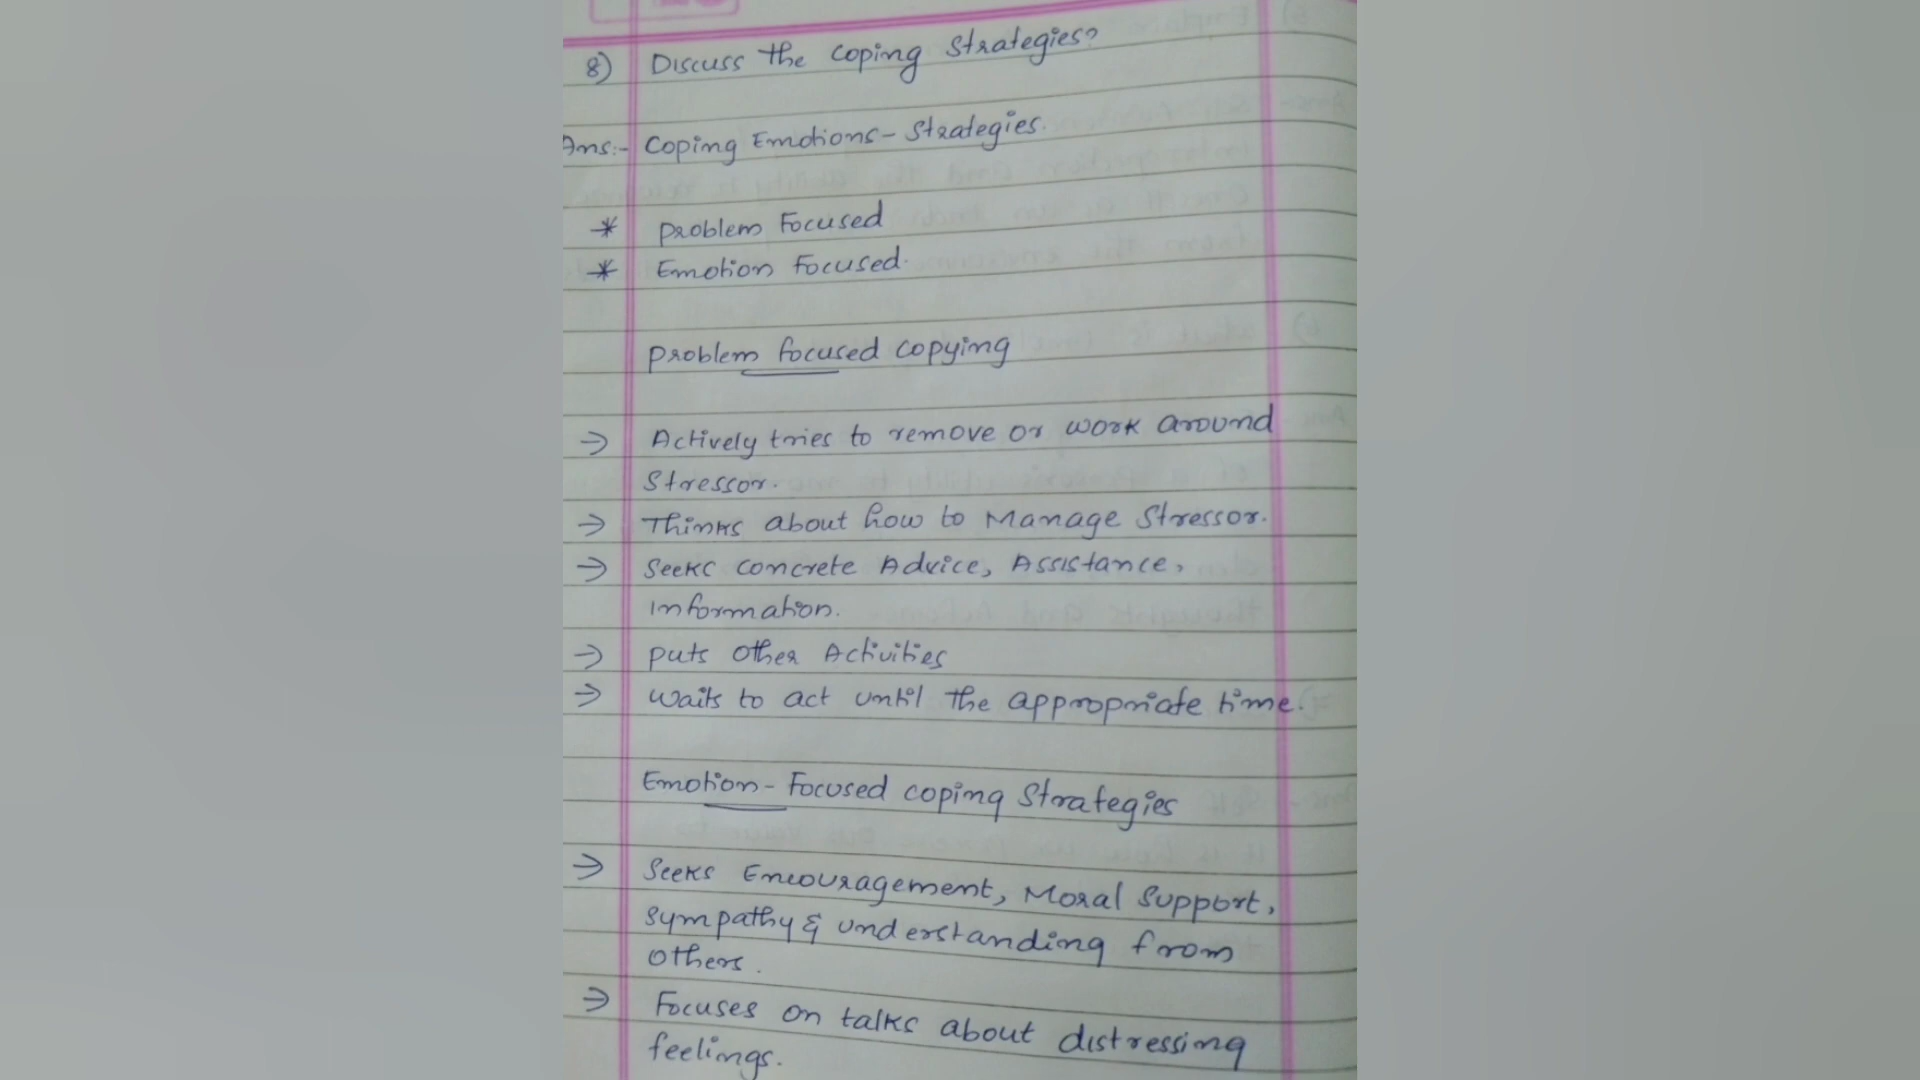 8) Discuss the coping strategies?
Ans:- Coping Emotions - Strategies.
* Problem Focused
* Emotion Focused.
Problem focused copying
→ Actively tries to remove or work around
Stressor.
→ Thinks about how to Manage Stressor.
→ Seeks concrete Advice, Assistance,
information.
→ puts other Activities
→ waits to act until the appropriate time.
Emotion - Focused coping Strategies
→ Seeks Encouragement, Moral Support,
sympathy & understanding from
others.
→ Focuses on talks about distressing
feelings.